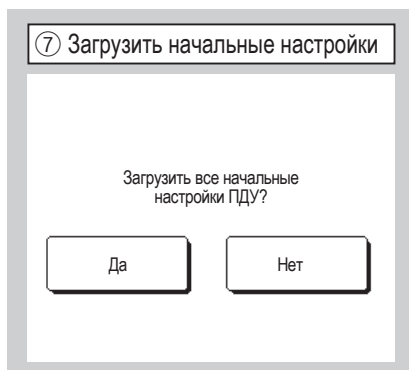 ⑦ Загрузить начальные настройки
Загрузить все начальные
настройки ПДУ?
Да
Нет